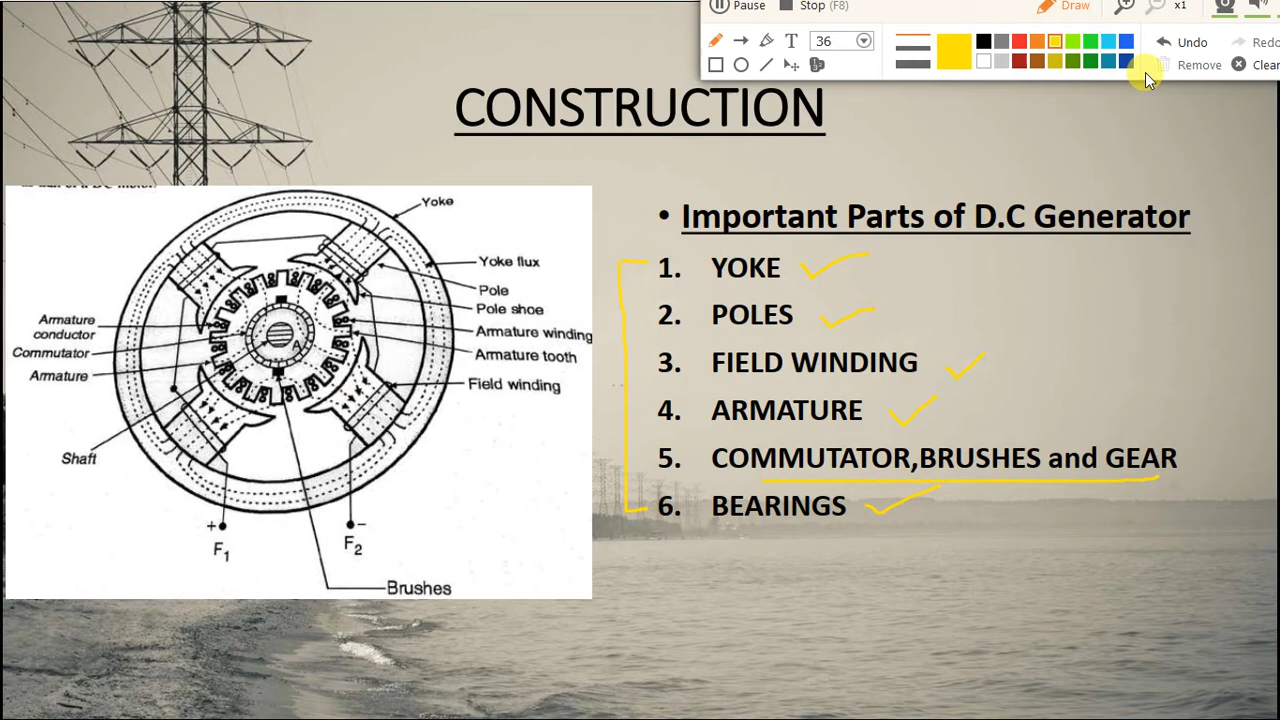 Pause
Stop (F8)
Draw
x1
T
36
Undo
Redo
Remove
Clear
CONSTRUCTION
Yoke
Yoke flux
Pole
Pole shoe
Armature winding
Armature tooth
Field winding
Armature
conductor
Commutator
Armature
A
Shaft
+
F1
−
F2
Brushes
• Important Parts of D.C Generator
1. YOKE
2. POLES
3. FIELD WINDING
4. ARMATURE
5. COMMUTATOR,BRUSHES and GEAR
6. BEARINGS